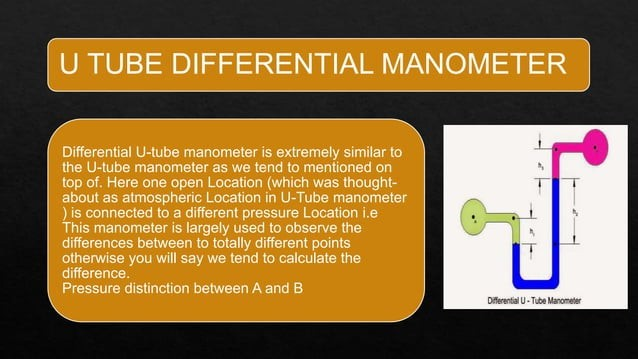 U TUBE DIFFERENTIAL MANOMETER
Differential U-tube manometer is extremely similar to
the U-tube manometer as we tend to mentioned on
top of. Here one open Location (which was thought-
about as atmospheric Location in U-Tube manometer
) is connected to a different pressure Location i.e
This manometer is largely used to observe the
differences between to totally different points
otherwise you will say we tend to calculate the
difference.
Pressure distinction between A and B
h₃
h₂
h₁
Differential U - Tube Manometer